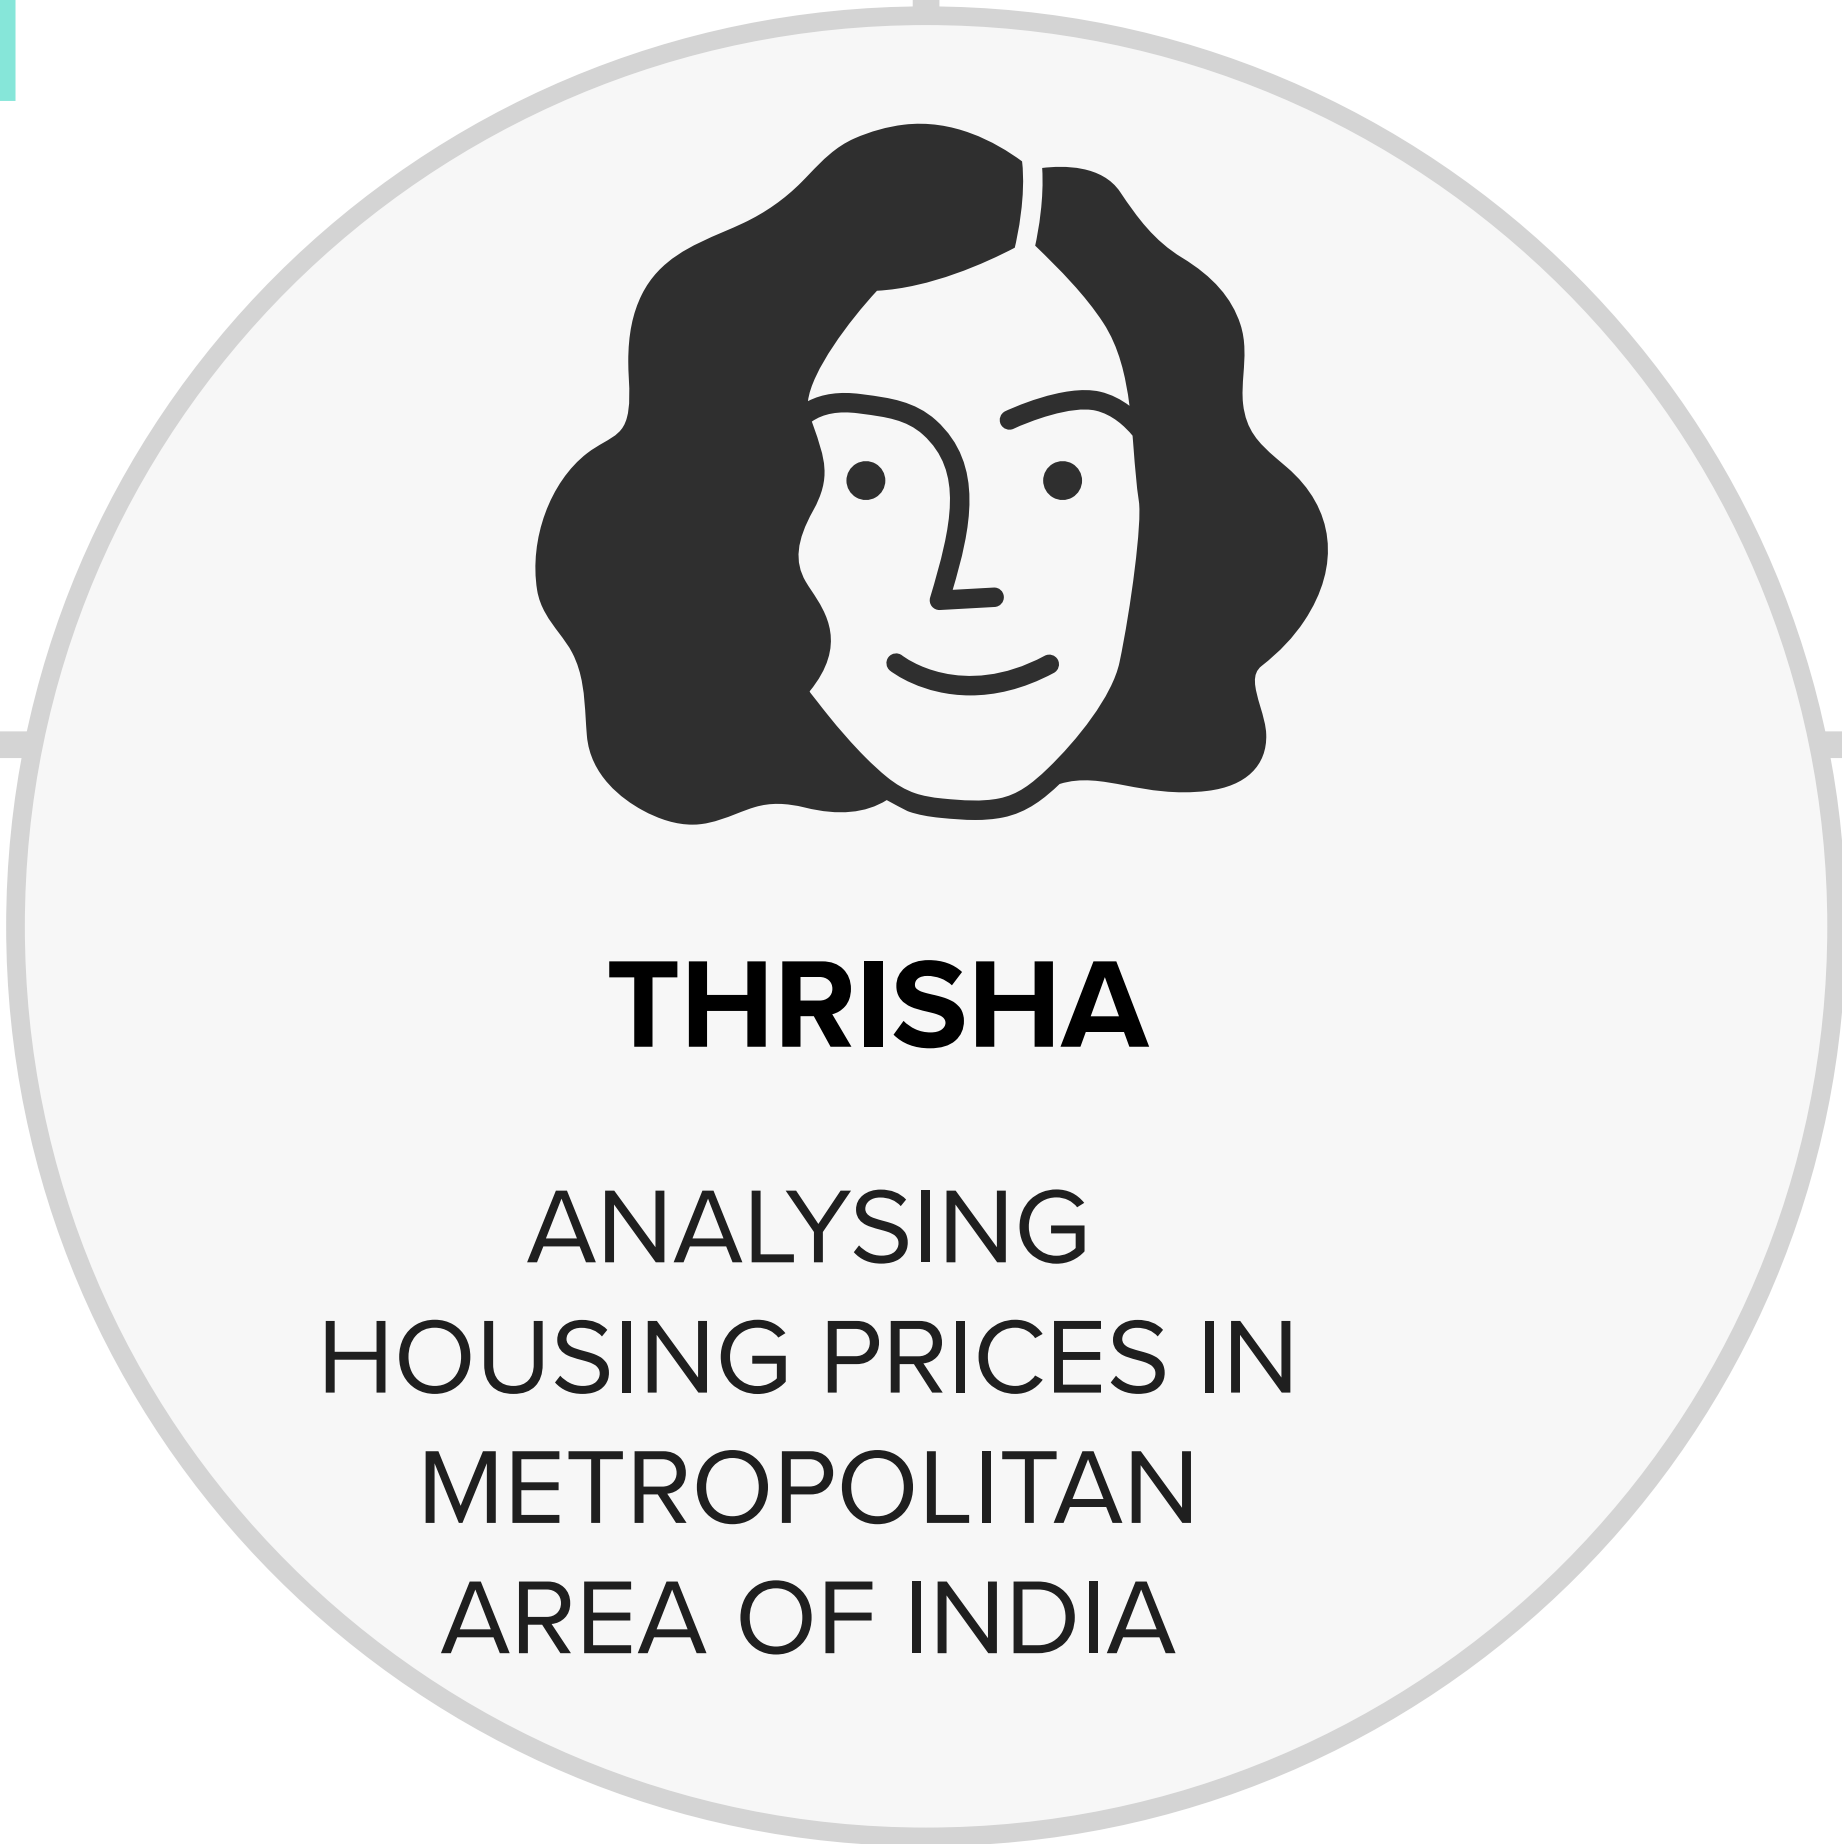 THRISHA
ANALYSING
HOUSING PRICES IN
METROPOLITAN
AREA OF INDIA